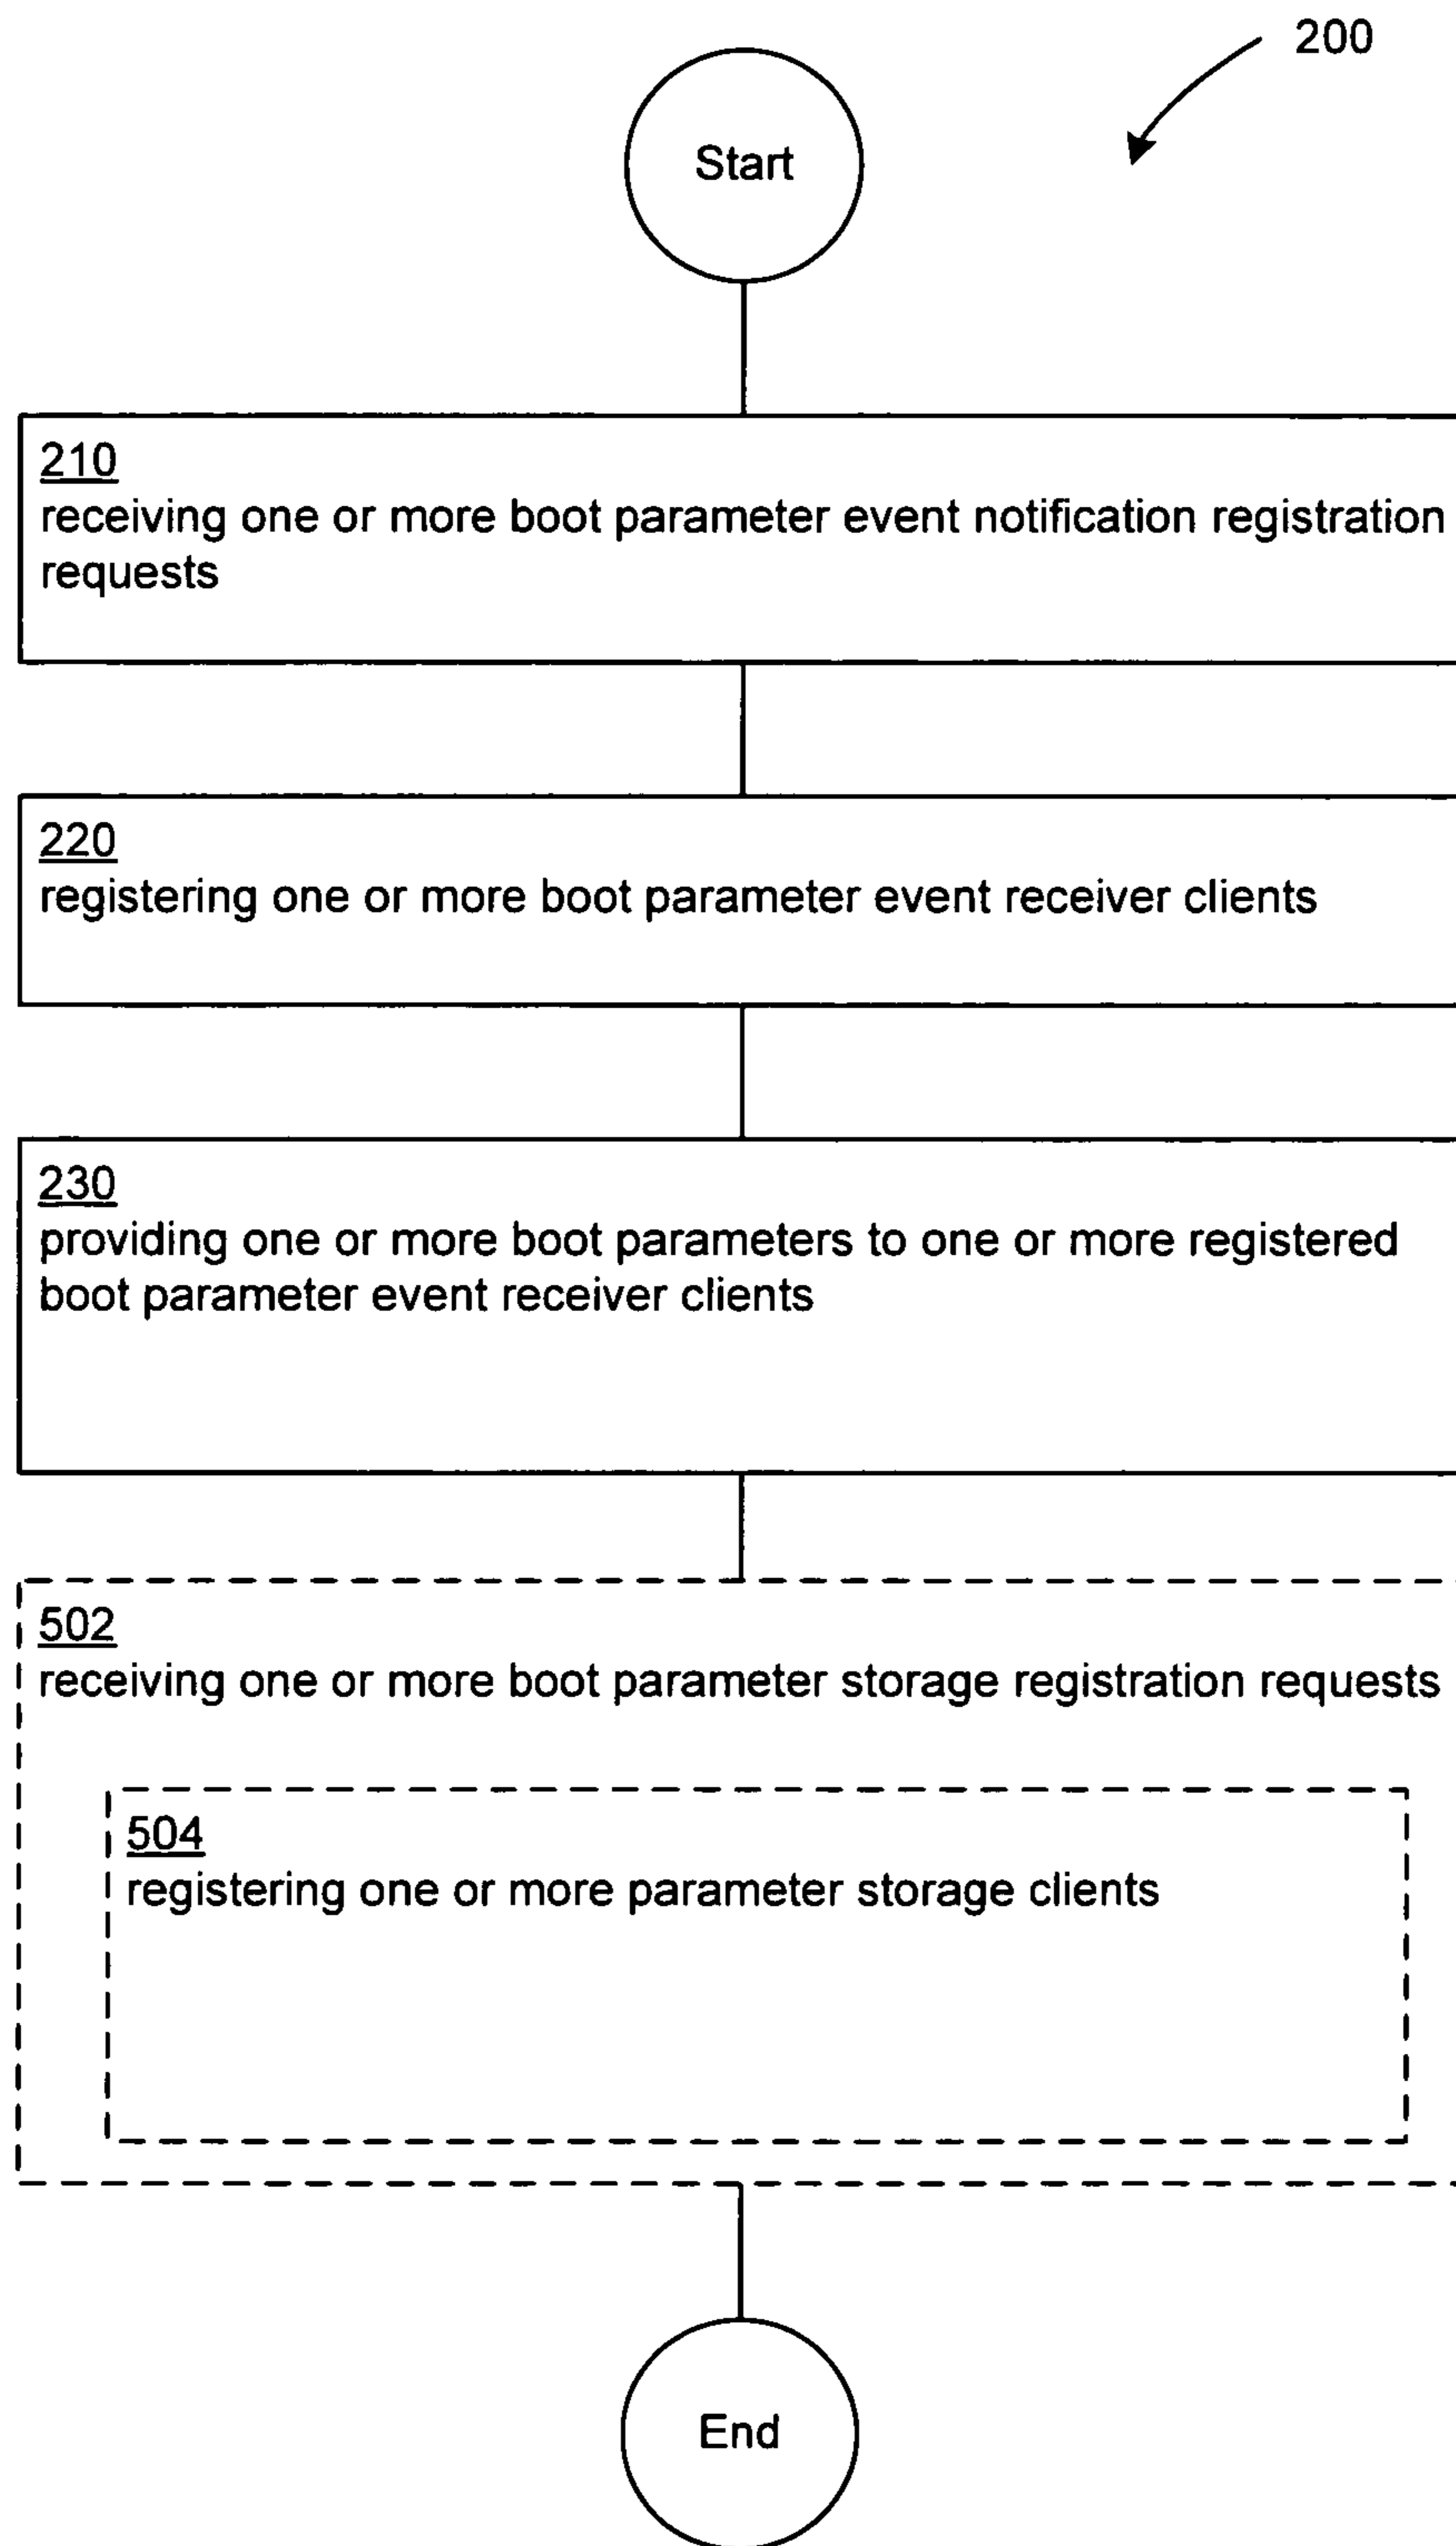 200
Start
210
receiving one or more boot parameter event notification registration
requests
220
registering one or more boot parameter event receiver clients
230
providing one or more boot parameters to one or more registered
boot parameter event receiver clients
502
receiving one or more boot parameter storage registration requests
504
registering one or more parameter storage clients
End